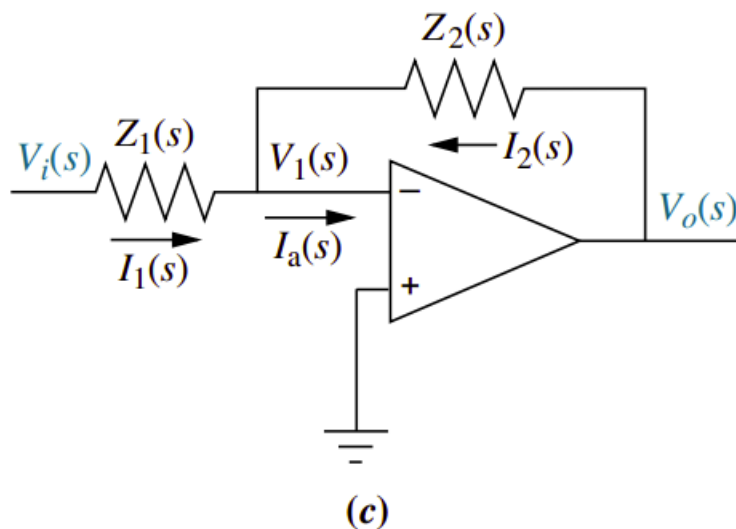 Z₂(s)
Z₁(s)
Vᵢ(s)
V₁(s)
I₂(s)
−
Vₒ(s)
I₁(s)
Iₐ(s)
+
(c)